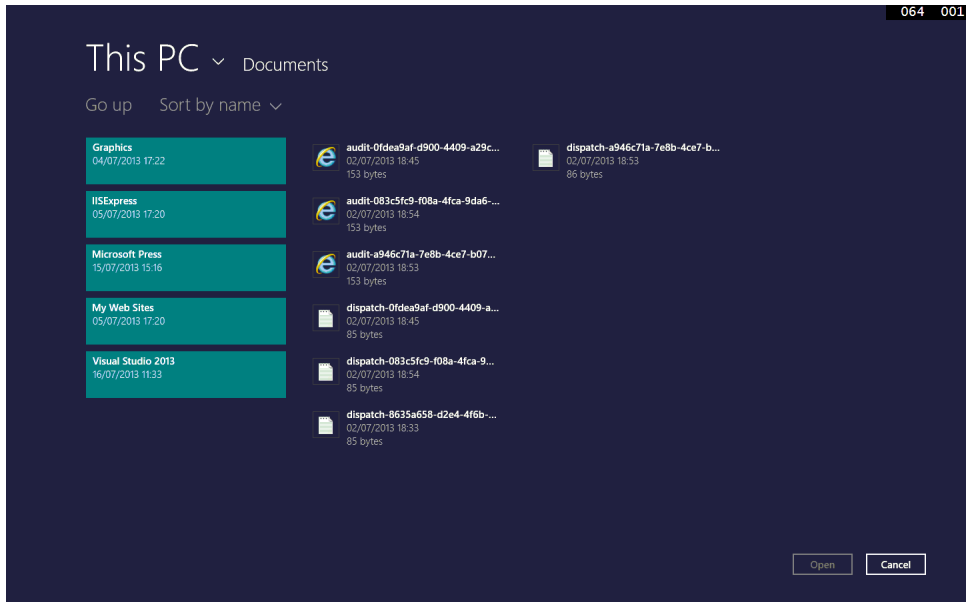 064 001
This PC Documents
Go up Sort by name
Graphics
04/07/2013 17:22
IISExpress
05/07/2013 17:20
Microsoft Press
15/07/2013 15:16
My Web Sites
05/07/2013 17:20
Visual Studio 2013
16/07/2013 11:33
audit-0fdea9af-d900-4409-a29c...
02/07/2013 18:45
153 bytes
audit-083c5fc9-f08a-4fca-9da6-...
02/07/2013 18:54
153 bytes
audit-a946c71a-7e8b-4ce7-b07...
02/07/2013 18:53
153 bytes
dispatch-0fdea9af-d900-4409-a...
02/07/2013 18:45
85 bytes
dispatch-083c5fc9-f08a-4fca-9...
02/07/2013 18:54
85 bytes
dispatch-8635a658-d2e4-4f6b-...
02/07/2013 18:33
85 bytes
dispatch-a946c71a-7e8b-4ce7-b...
02/07/2013 18:53
86 bytes
Open Cancel